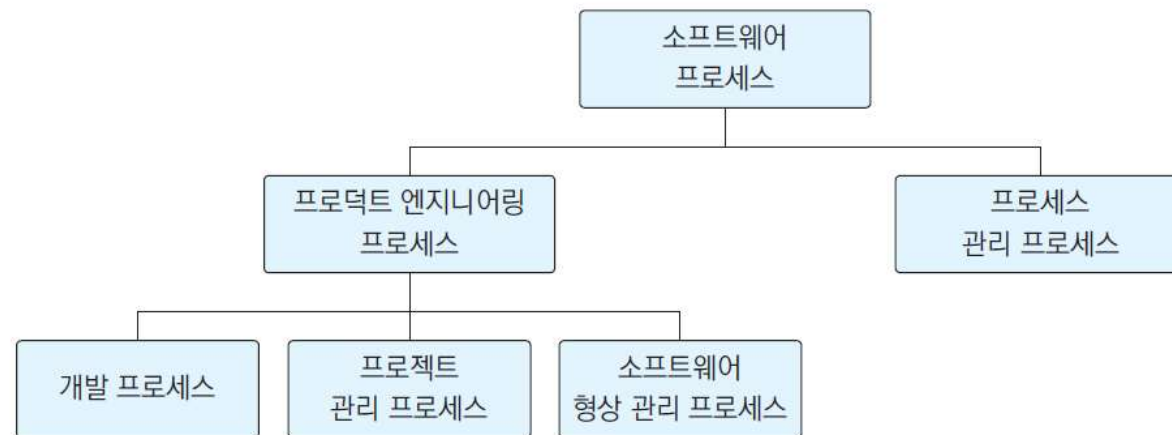 소프트웨어
프로세스
프로덕트 엔지니어링
프로세스
프로세스
관리 프로세스
개발 프로세스
프로젝트
관리 프로세스
소프트웨어
형상 관리 프로세스